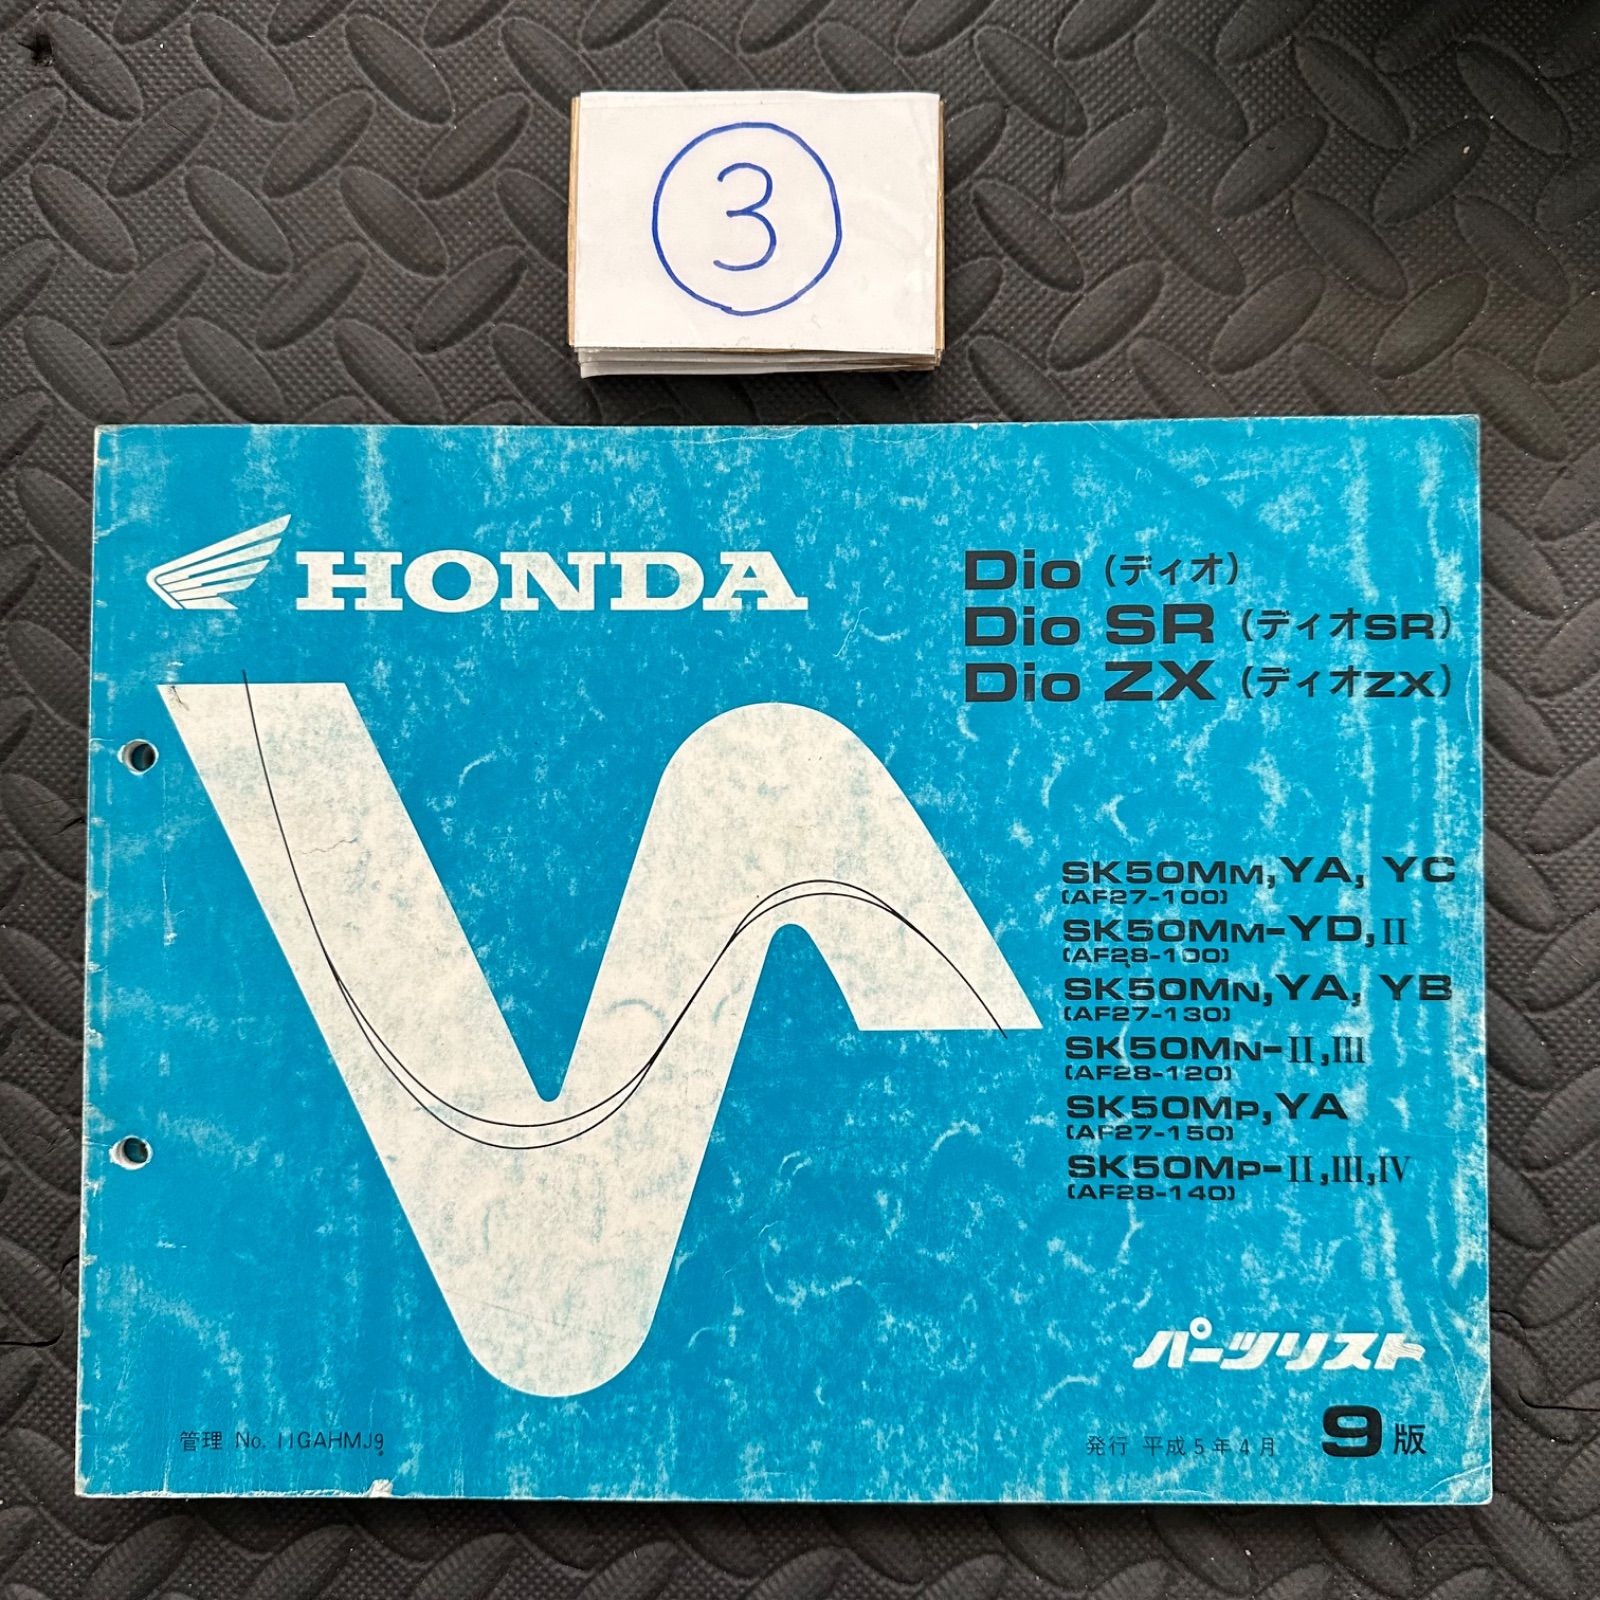 ③
HONDA
Dio (ディオ)
Dio SR (ディオSR)
Dio ZX (ディオZX)
SK50MM, YA, YC
(AF27-100)
SK50MM-YD, II
(AF28-100)
SK50MN, YA, YB
(AF27-130)
SK50MN-II, III
(AF28-120)
SK50MP, YA
(AF27-150)
SK50MP-II, III, IV
(AF28-140)
パーツリスト
管理 No. 11GAHMJ9
発行 平成5年4月
9版